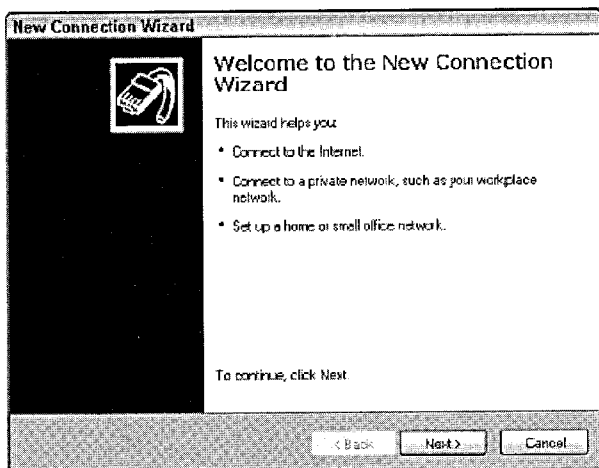 New Connection Wizard
Welcome to the New Connection
Wizard
This wizard helps you:
• Connect to the Internet.
• Connect to a private network, such as your workplace
network.
• Set up a home or small office network.
To continue, click Next.
< Back
Next >
Cancel